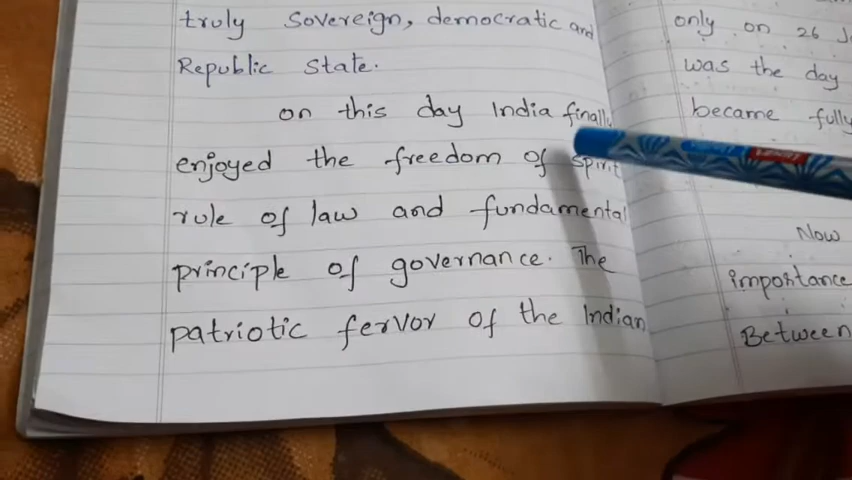 truly Sovereign, democratic and
Republic State.
on this day India finally
enjoyed the freedom of spirit
rule of law and fundamental
principle of governance. The
patriotic fervor of the Indian
only on 26
was the day
became fully
Now
importance
Between